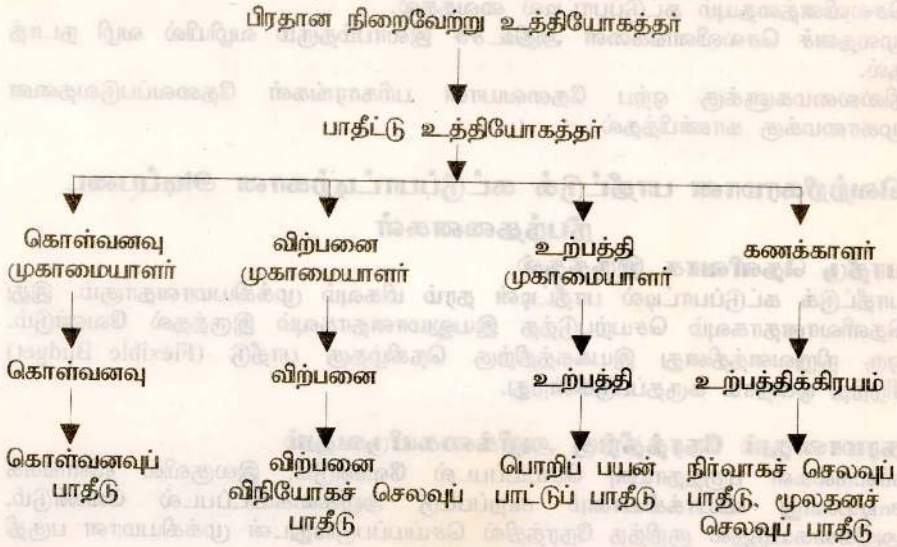 பிரதான நிறைவேற்று உத்தியோகத்தர்
பாதீட்டு உத்தியோகத்தர்
கொள்வனவு முகாமையாளர்
விற்பனை முகாமையாளர்
உற்பத்தி முகாமையாளர்
கணக்காளர்
கொள்வனவு
விற்பனை
உற்பத்தி
உற்பத்திக்கிரயம்
கொள்வனவுப் பாதீடு
விற்பனை விநியோகச் செலவுப் பாதீடு
பொறிப் பயன் பாட்டுப் பாதீடு
நிர்வாகச் செலவுப் பாதீடு, மூலதனச் செலவுப் பாதீடு